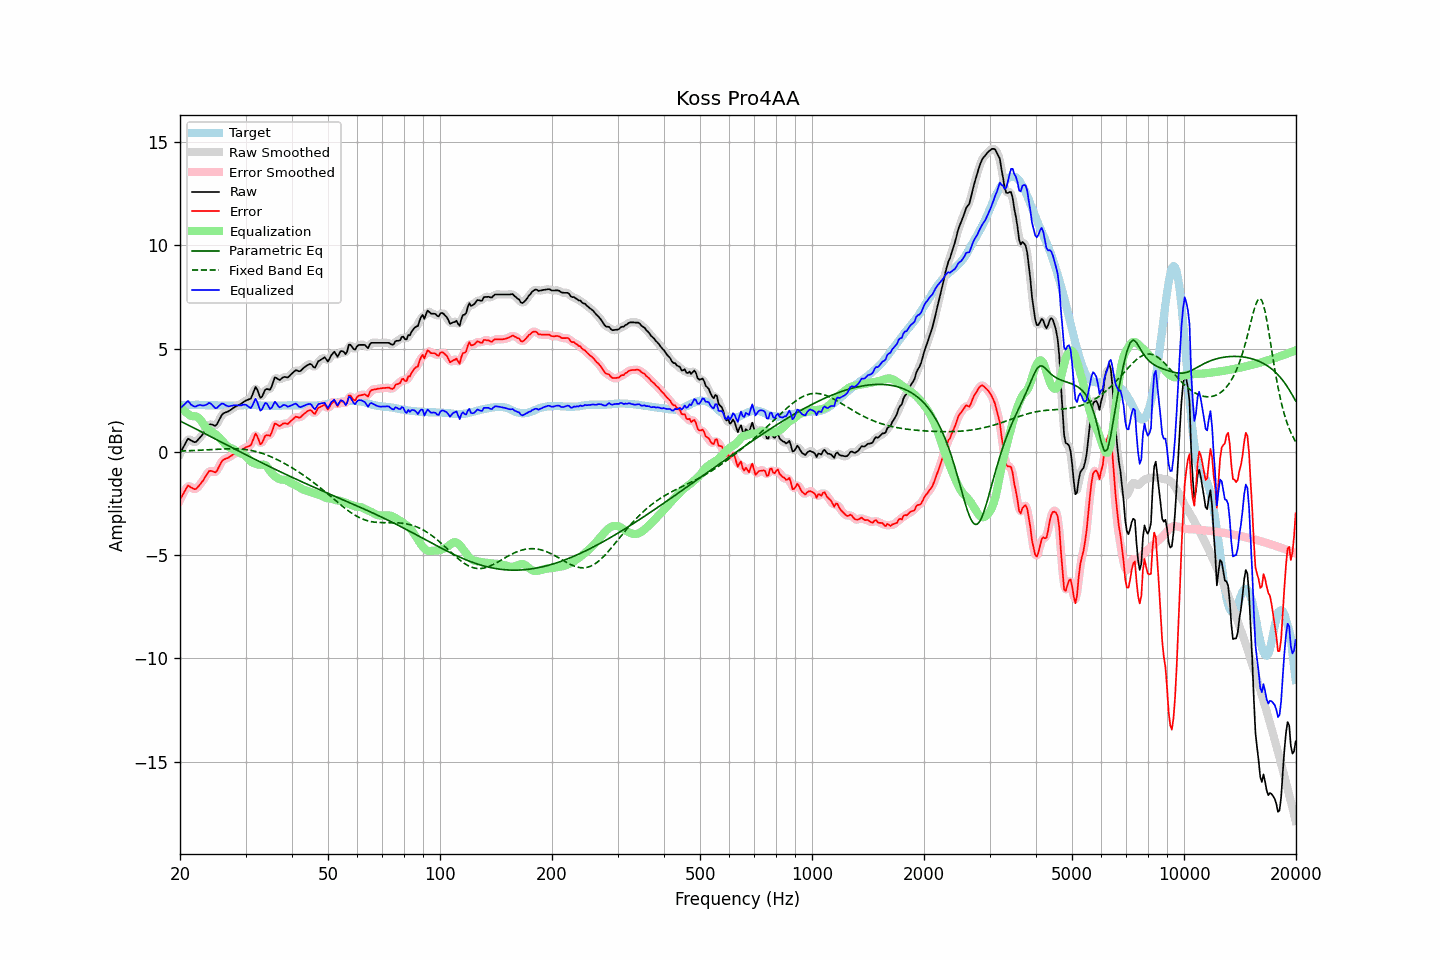 Koss Pro4AA
Target
Raw Smoothed
Error Smoothed
Raw
Error
Equalization
Parametric Eq
Fixed Band Eq
Equalized
Amplitude (dBr)
15
10
5
0
−5
−10
−15
20 50 100 200 500 1000 2000 5000 10000 20000
Frequency (Hz)